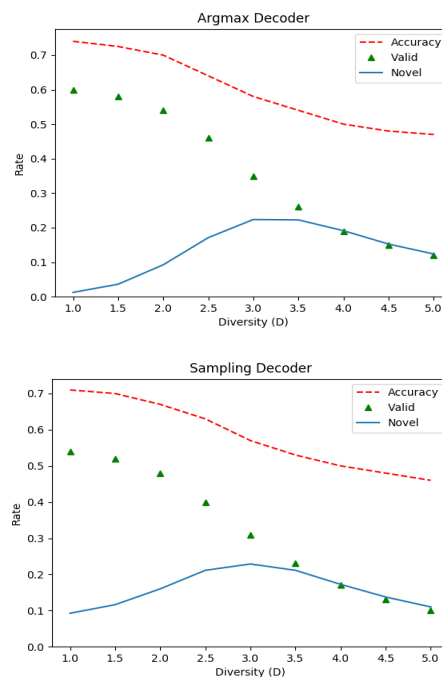 Argmax Decoder
Accuracy
Valid
Novel
0.7
0.6
0.5
0.4
0.3
0.2
0.1
0.0
Rate
1.0 1.5 2.0 2.5 3.0 3.5 4.0 4.5 5.0
Diversity (D)
Sampling Decoder
Accuracy
Valid
Novel
0.7
0.6
0.5
0.4
0.3
0.2
0.1
0.0
Rate
1.0 1.5 2.0 2.5 3.0 3.5 4.0 4.5 5.0
Diversity (D)